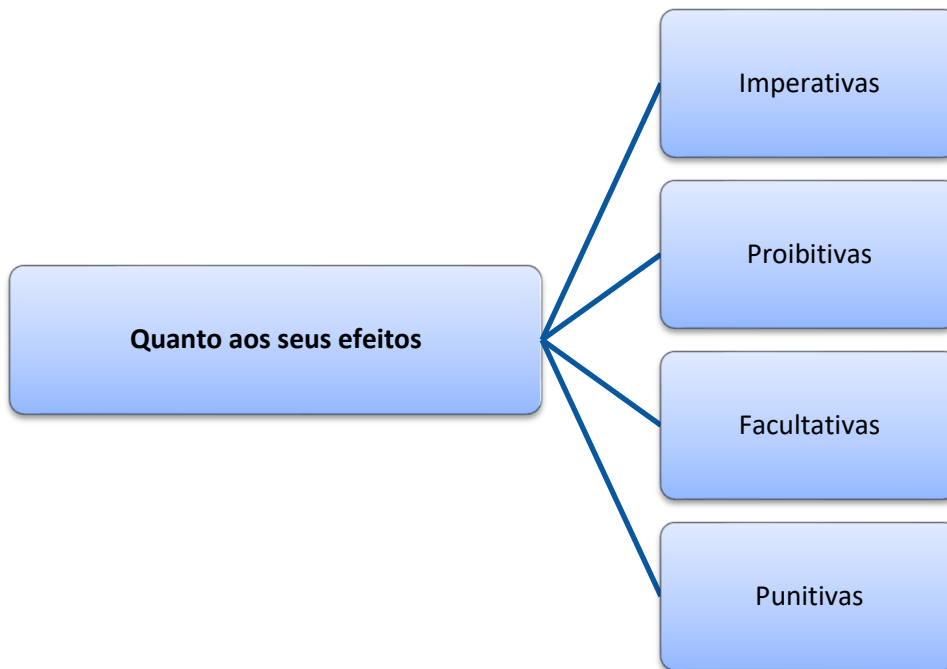 Quanto aos seus efeitos
Imperativas
Proibitivas
Facultativas
Punitivas